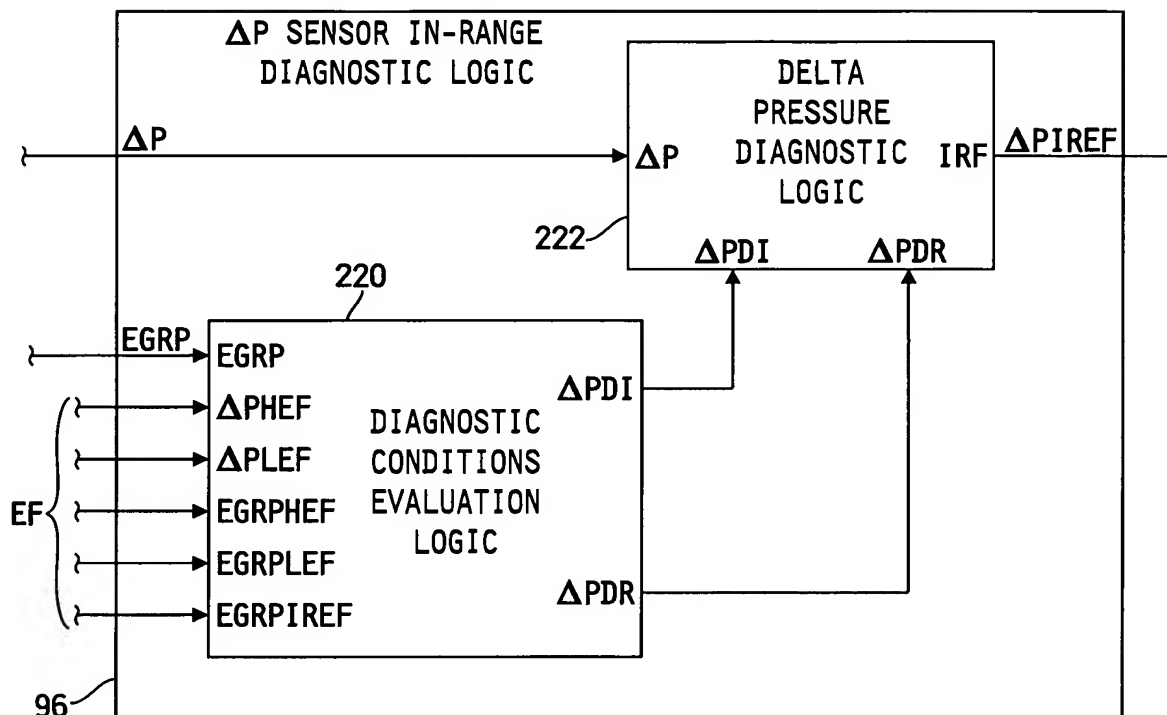 ΔP SENSOR IN-RANGE
DIAGNOSTIC LOGIC
DELTA
PRESSURE
DIAGNOSTIC
LOGIC
ΔP
ΔP
IRF
ΔPIREF
222
ΔPDI
ΔPDR
220
EGRP
EGRP
ΔPHEF
ΔPLEF
EGRPHEF
EGRPLEF
EGRPIREF
EF
DIAGNOSTIC
CONDITIONS
EVALUATION
LOGIC
ΔPDI
ΔPDR
96